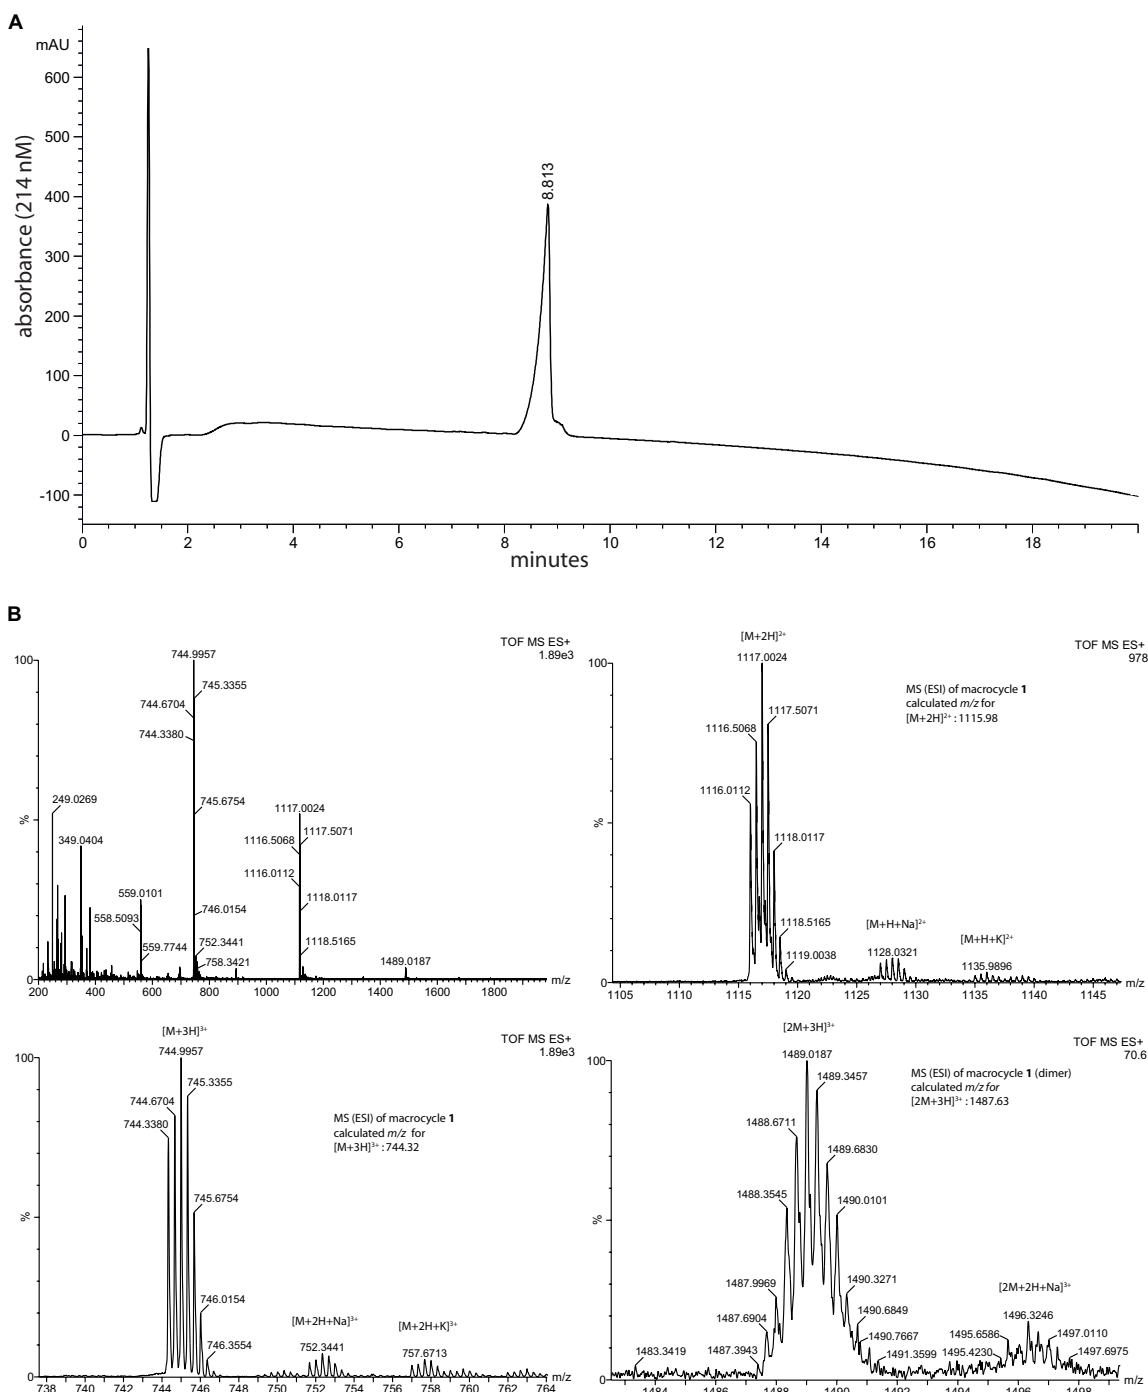 A
mAU
600
500
400
300
200
100
0
-100
absorbance (214 nM)
8.813
0 2 4 6 8 10 12 14 16 18
minutes
B
TOF MS ES+
1.89e3
100
%
0
744.9957
745.3355
744.6704
744.3380
745.6754
746.0154
752.3441
758.3421
249.0269
349.0404
559.0101
558.5093
559.7744
1117.0024
1117.5071
1116.5068
1116.0112
1118.0117
1118.5165
1489.0187
200 400 600 800 1000 1200 1400 1600 1800 m/z
[M+2H]²⁺
1117.0024
TOF MS ES+
978
100
%
0
MS (ESI) of macrocycle 1
calculated m/z for
[M+2H]²⁺ : 1115.98
1117.5071
1116.5068
1116.0112
1118.0117
1118.5165
1119.0038
[M+H+Na]²⁺
1128.0321
[M+H+K]²⁺
1135.9896
1105 1110 1115 1120 1125 1130 1135 1140 1145 m/z
[M+3H]³⁺
744.9957
TOF MS ES+
1.89e3
100
%
0
745.3355
744.6704
744.3380
MS (ESI) of macrocycle 1
calculated m/z for
[M+3H]³⁺ : 744.32
745.6754
746.0154
746.3554
[M+2H+Na]³⁺
752.3441
[M+2H+K]³⁺
757.6713
738 740 742 744 746 748 750 752 754 756 758 760 762 764 m/z
[2M+3H]³⁺
1489.0187
TOF MS ES+
70.6
100
%
0
MS (ESI) of macrocycle 1 (dimer)
calculated m/z for
[2M+3H]³⁺ : 1487.63
1489.3457
1488.6711
1489.6830
1488.3545
1490.0101
1487.9969
1490.3271
1487.6904
1490.6849
1490.7667
1483.3419
1487.3943
1491.3599
[2M+2H+Na]³⁺
1496.3246
1495.6586
1497.0110
1495.4230
1497.6975
1484 1486 1488 1490 1492 1494 1496 1498 m/z